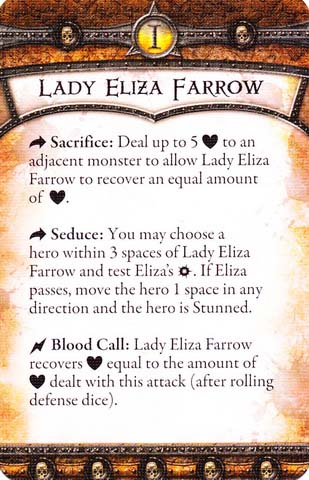 I
Lady Eliza Farrow
Sacrifice: Deal up to 5 ♥ to an
adjacent monster to allow Lady Eliza
Farrow to recover an equal amount
of ♥.
Seduce: You may choose a
hero within 3 spaces of Lady Eliza
Farrow and test Eliza's ✹. If Eliza
passes, move the hero 1 space in any
direction and the hero is Stunned.
Blood Call: Lady Eliza Farrow
recovers ♥ equal to the amount of
♥ dealt with this attack (after rolling
defense dice).